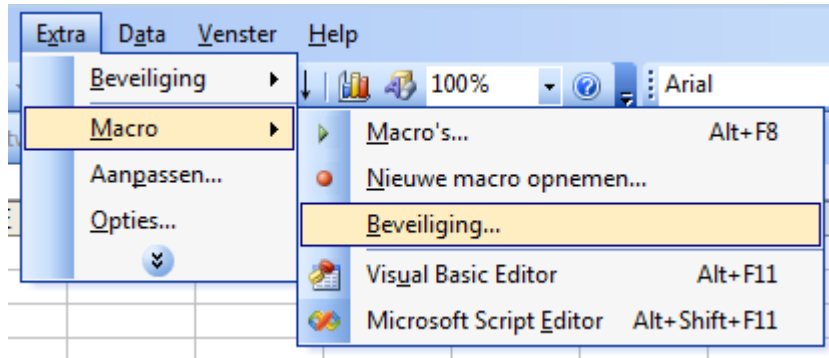 Extra Data Venster Help
Beveiliging
100% Arial
Macro
Macro's... Alt+F8
Aanpassen...
Nieuwe macro opnemen...
Opties...
Beveiliging...
Visual Basic Editor Alt+F11
Microsoft Script Editor Alt+Shift+F11